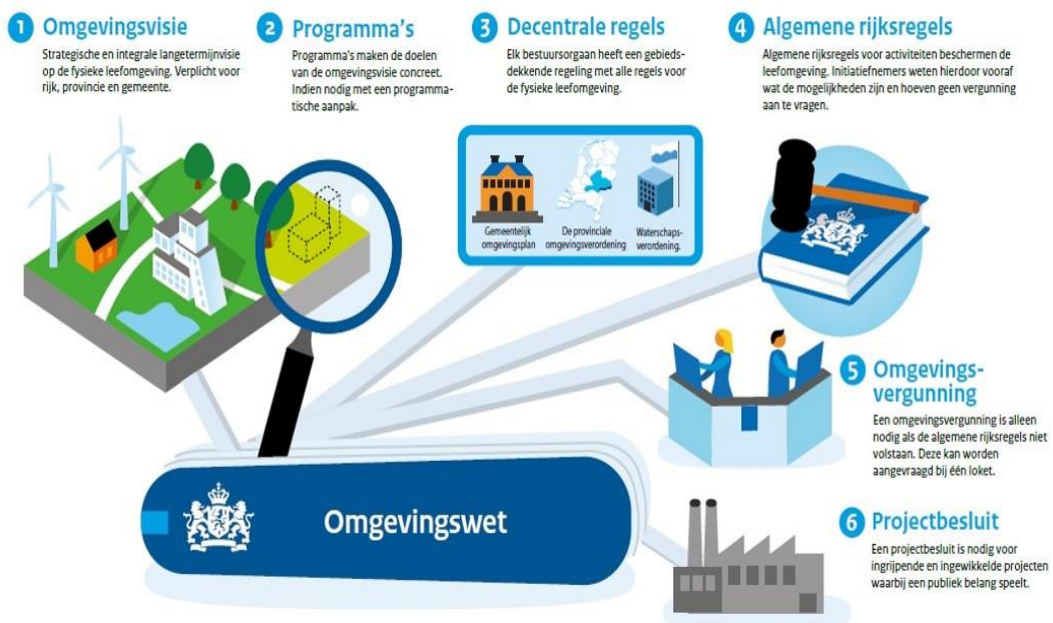 1 Omgevingsvisie
Strategische en integrale langetermijnvisie
op de fysieke leefomgeving. Verplicht voor
rijk, provincie en gemeente.
2 Programma's
Programma's maken de doelen
van de omgevingsvisie concreet.
Indien nodig met een programma-
tische aanpak.
3 Decentrale regels
Elk bestuursorgaan heeft een gebieds-
dekkende regeling met alle regels voor
de fysieke leefomgeving.
Gemeentelijk
omgevingsplan
De provinciale
omgevingsverordening
Waterschaps-
verordening.
4 Algemene rijksregels
Algemene rijksregels voor activiteiten beschermen de
leefomgeving. Initiatiefnemers weten hierdoor vooraf
wat de mogelijkheden zijn en hoeven geen vergunning
aan te vragen.
5 Omgevings-
vergunning
Een omgevingsvergunning is alleen
nodig als de algemene rijksregels niet
volstaan. Deze kan worden
aangevraagd bij één loket.
6 Projectbesluit
Een projectbesluit is nodig voor
ingrijpende en ingewikkelde projecten
waarbij een publiek belang speelt.
Omgevingswet